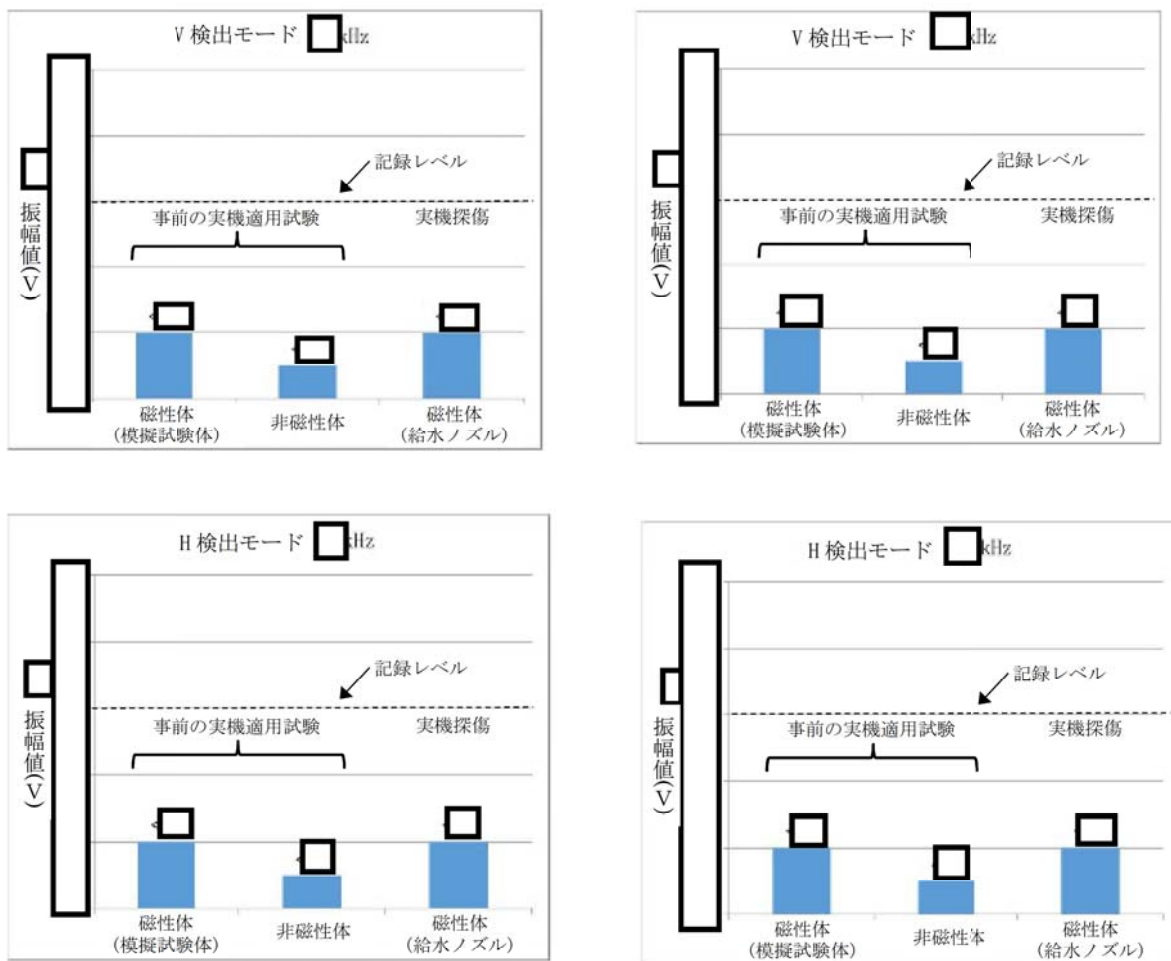 V 検出モード kHz
記録レベル
事前の実機適用試験 実機探傷
振幅値(V)
磁性体
(模擬試験体)
非磁性体
磁性体
(給水ノズル)
V 検出モード kHz
記録レベル
事前の実機適用試験 実機探傷
振幅値(V)
磁性体
(模擬試験体)
非磁性体
磁性体
(給水ノズル)
H 検出モード kHz
記録レベル
事前の実機適用試験 実機探傷
振幅値(V)
磁性体
(模擬試験体)
非磁性体
磁性体
(給水ノズル)
H 検出モード kHz
記録レベル
事前の実機適用試験 実機探傷
振幅値(V)
磁性体
(模擬試験体)
非磁性体
磁性体
(給水ノズル)